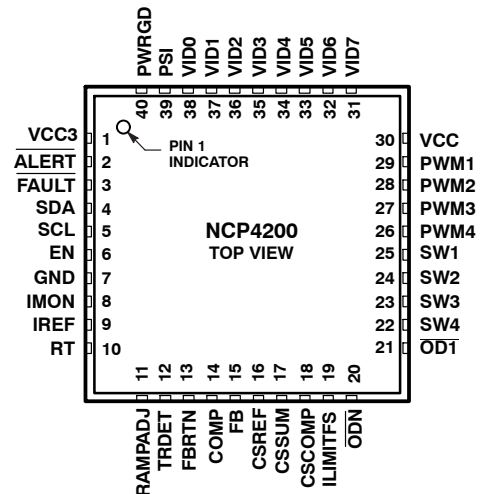 PWRGD
PSI
VID0
VID1
VID2
VID3
VID4
VID5
VID6
VID7
40
39
38
37
36
35
34
33
32
31
VCC3 1
ALERT 2
FAULT 3
SDA 4
SCL 5
EN 6
GND 7
IMON 8
IREF 9
RT 10
PIN 1
INDICATOR
NCP4200
TOP VIEW
30 VCC
29 PWM1
28 PWM2
27 PWM3
26 PWM4
25 SW1
24 SW2
23 SW3
22 SW4
21 OD1
11
12
13
14
15
16
17
18
19
20
RAMPADJ
TRDET
FBRTN
COMP
FB
CSREF
CSSUM
CSCOMP
ILIMITFS
ODN